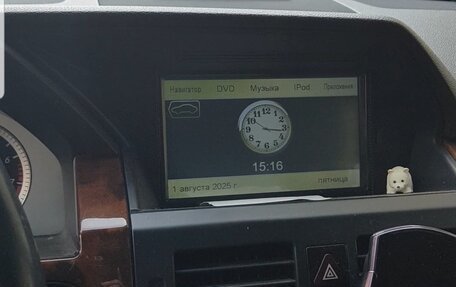 Навигатор DVD Музыка IPod Приложения
15:16
1 августа 2025 г. пятница